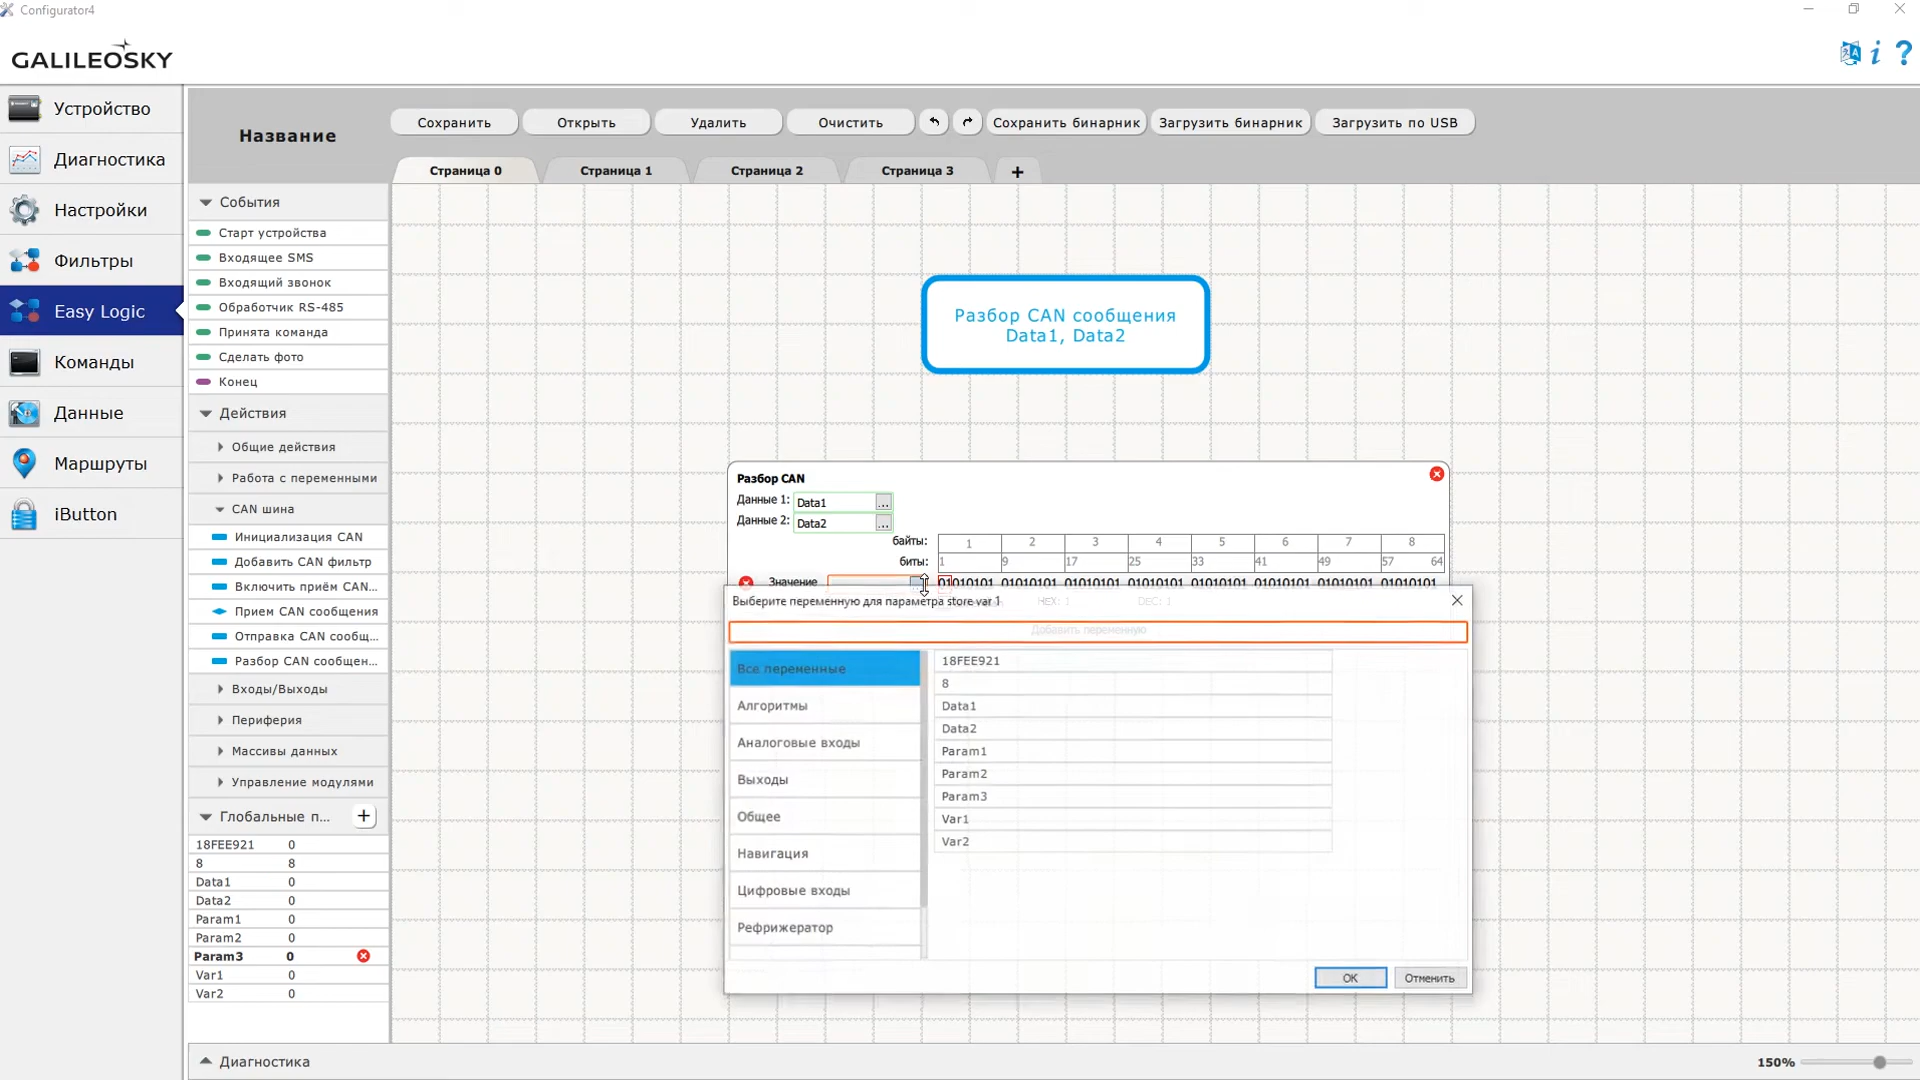 Configurator4
GALILEOSKY
Устройство
Диагностика
Настройки
Фильтры
Easy Logic
Команды
Данные
Маршруты
iButton
Название
Сохранить
Открыть
Удалить
Очистить
Сохранить бинарник
Загрузить бинарник
Загрузить по USB
Страница 0
Страница 1
Страница 2
Страница 3
+
События
Старт устройства
Входящее SMS
Входящий звонок
Обработчик RS-485
Принята команда
Сделать фото
Конец
Действия
Общие действия
Работа с переменными
CAN шина
Инициализация CAN
Добавить CAN фильтр
Включить приём CAN...
Прием CAN сообщения
Отправка CAN сообщ...
Разбор CAN сообщен...
Входы/Выходы
Периферия
Массивы данных
Управление модулями
Глобальные п... +
18FEE921 0
8 8
Data1 0
Data2 0
Param1 0
Param2 0
Param3 0
Var1 0
Var2 0
Разбор CAN сообщения
Data1, Data2
Разбор CAN
Данные 1: Data1 ...
Данные 2: Data2 ...
байты: 1 2 3 4 5 6 7 8
биты: 1 9 17 25 33 41 49 57 64
Значение 01010101 01010101 01010101 01010101 01010101 01010101 01010101 01010101
Выберите переменную для параметра store-var 1
HEX: 1 DEC: 1
Добавить переменную
Все переменные
Алгоритмы
Аналоговые входы
Выходы
Общее
Навигация
Цифровые входы
Рефрижератор
18FEE921
8
Data1
Data2
Param1
Param2
Param3
Var1
Var2
OK
Отменить
Диагностика
150%